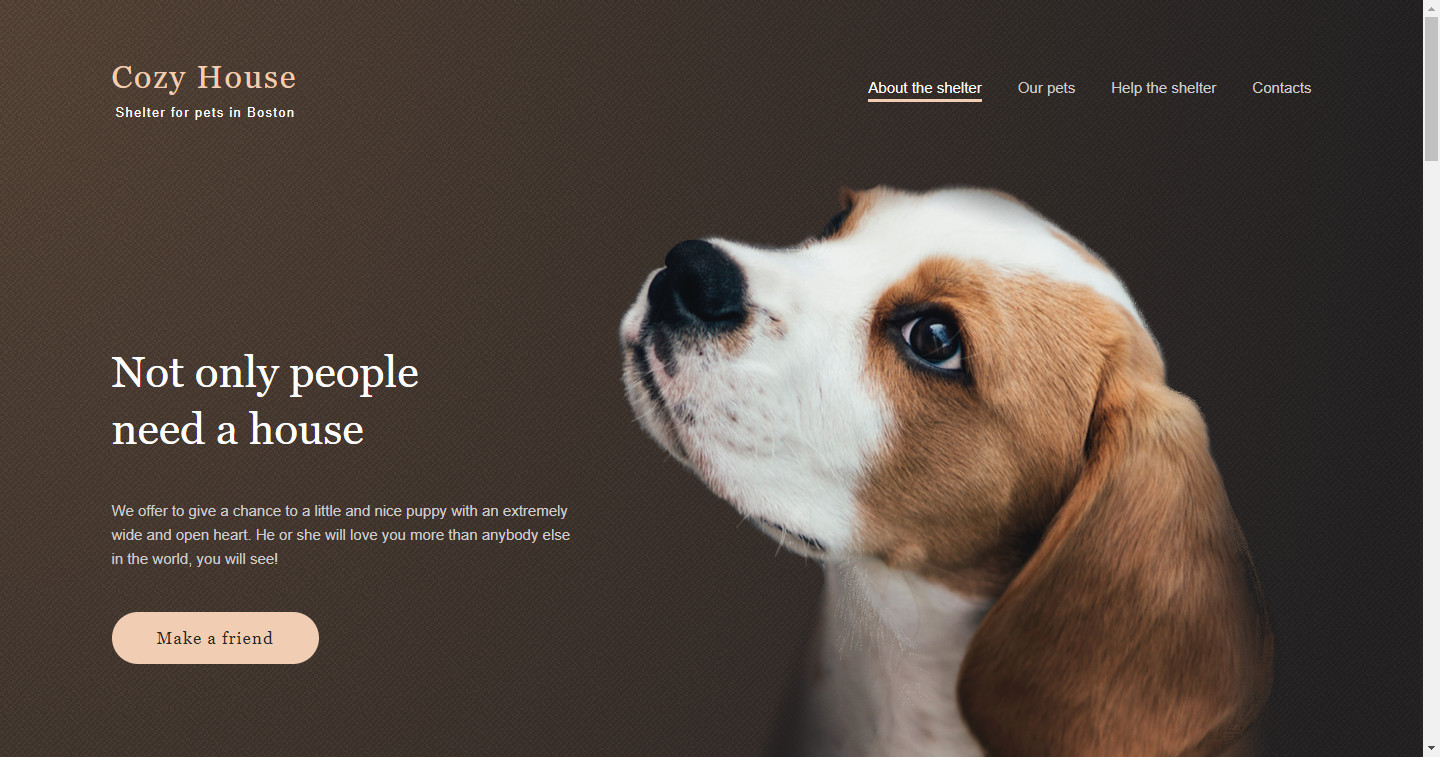 Cozy House
Shelter for pets in Boston
About the shelter
Our pets
Help the shelter
Contacts
Not only people
need a house
We offer to give a chance to a little and nice puppy with an extremely
wide and open heart. He or she will love you more than anybody else
in the world, you will see!
Make a friend